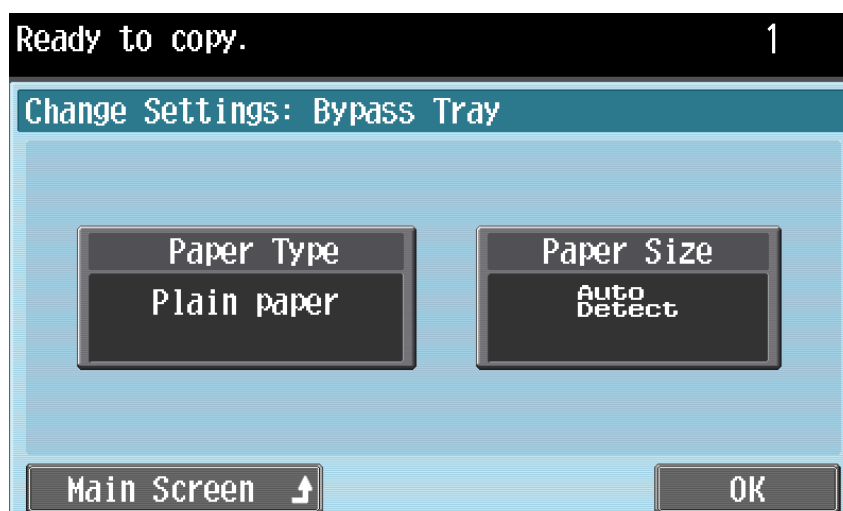 Ready to copy. 1
Change Settings: Bypass Tray
Paper Type
Plain paper
Paper Size
Auto
Detect
Main Screen
OK